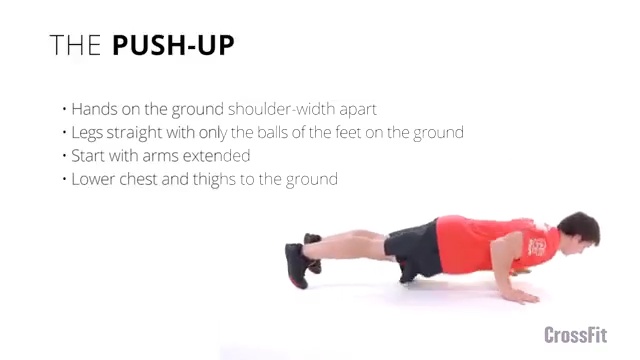 THE PUSH-UP
• Hands on the ground shoulder-width apart
• Legs straight with only the balls of the feet on the ground
• Start with arms extended
• Lower chest and thighs to the ground
CrossFit